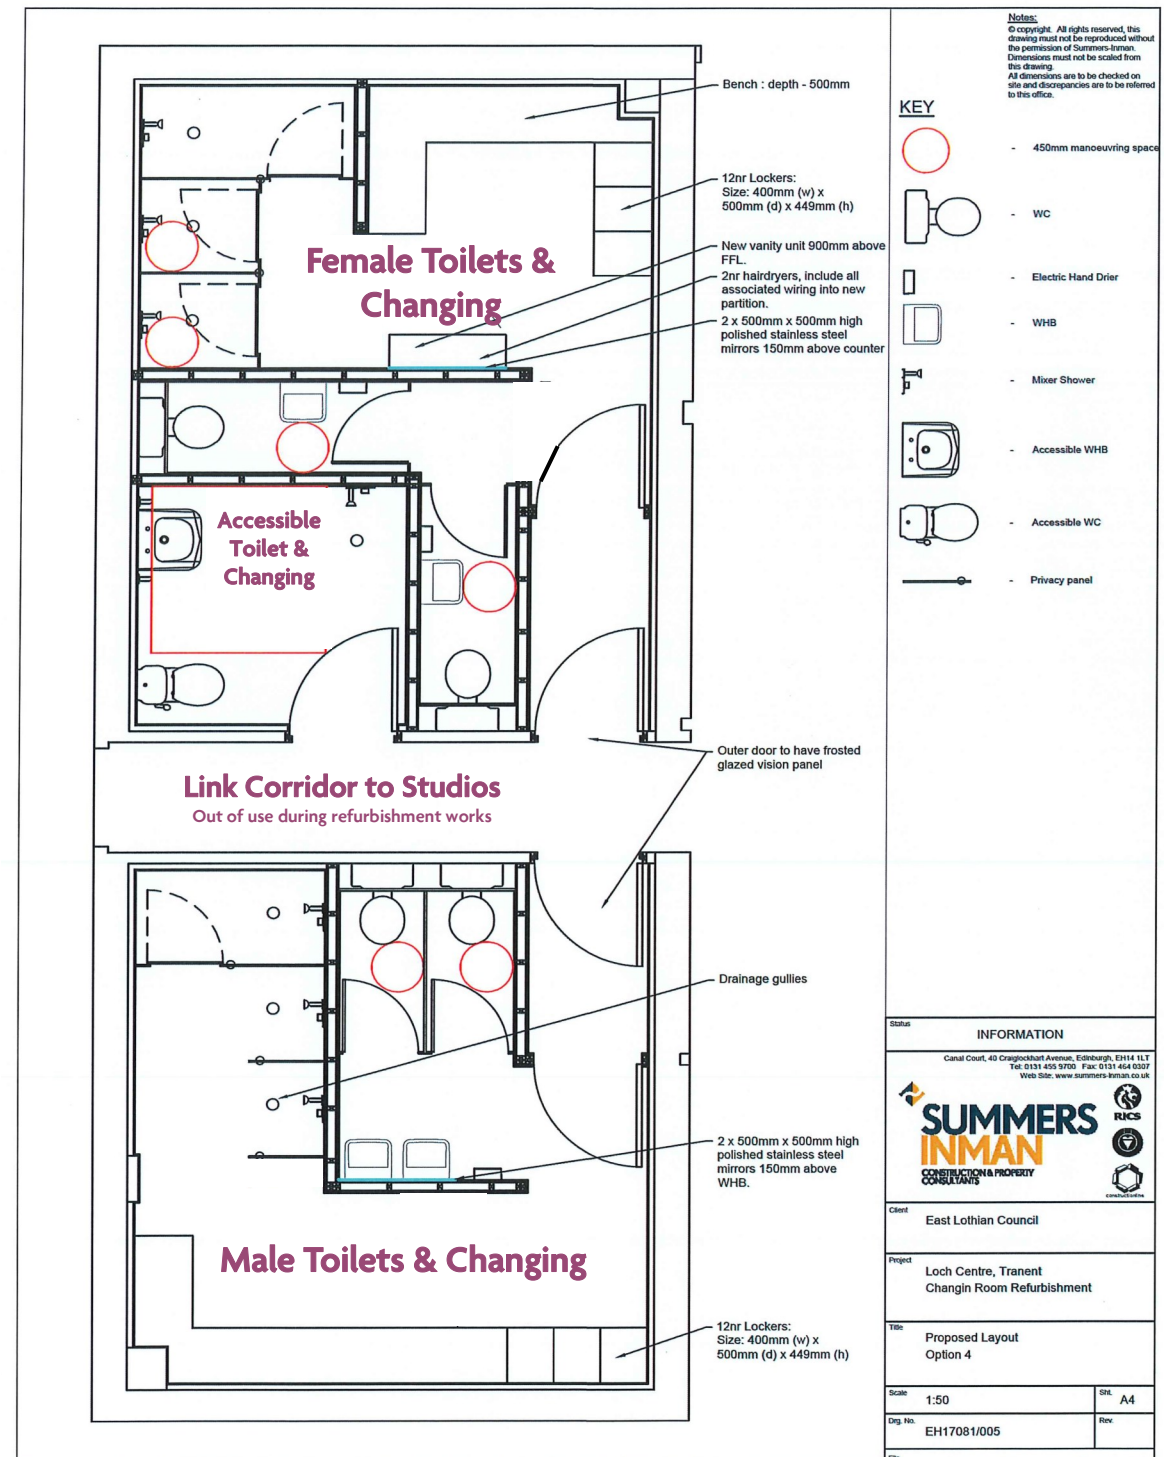 Notes:
© copyright. All rights reserved, this
drawing must not be reproduced without
the permission of Summers-Inman.
Dimensions must not be scaled from
this drawing.
All dimensions are to be checked on
site and discrepancies are to be referred
to this office.
KEY
- 450mm manoeuvring space
- WC
- Electric Hand Drier
- WHB
- Mixer Shower
- Accessible WHB
- Accessible WC
- Privacy panel
Bench : depth - 500mm
12nr Lockers:
Size: 400mm (w) x
500mm (d) x 449mm (h)
New vanity unit 900mm above
FFL.
2nr hairdryers, include all
associated wiring into new
partition.
2 x 500mm x 500mm high
polished stainless steel
mirrors 150mm above counter
Female Toilets &
Changing
Accessible
Toilet &
Changing
Outer door to have frosted
glazed vision panel
Link Corridor to Studios
Out of use during refurbishment works
Drainage gullies
2 x 500mm x 500mm high
polished stainless steel
mirrors 150mm above
WHB.
Male Toilets & Changing
12nr Lockers:
Size: 400mm (w) x
500mm (d) x 449mm (h)
Status
INFORMATION
Canal Court, 40 Craiglockhart Avenue, Edinburgh, EH14 1LT
Tel: 0131 455 9700 Fax: 0131 464 0307
Web Site: www.summers-inman.co.uk
SUMMERS
INMAN
CONSTRUCTION & PROPERTY
CONSULTANTS
RICS
constructionline
Client
East Lothian Council
Project
Loch Centre, Tranent
Changin Room Refurbishment
Title
Proposed Layout
Option 4
Scale
1:50
Sht.
A4
Drg. No.
EH17081/005
Rev.